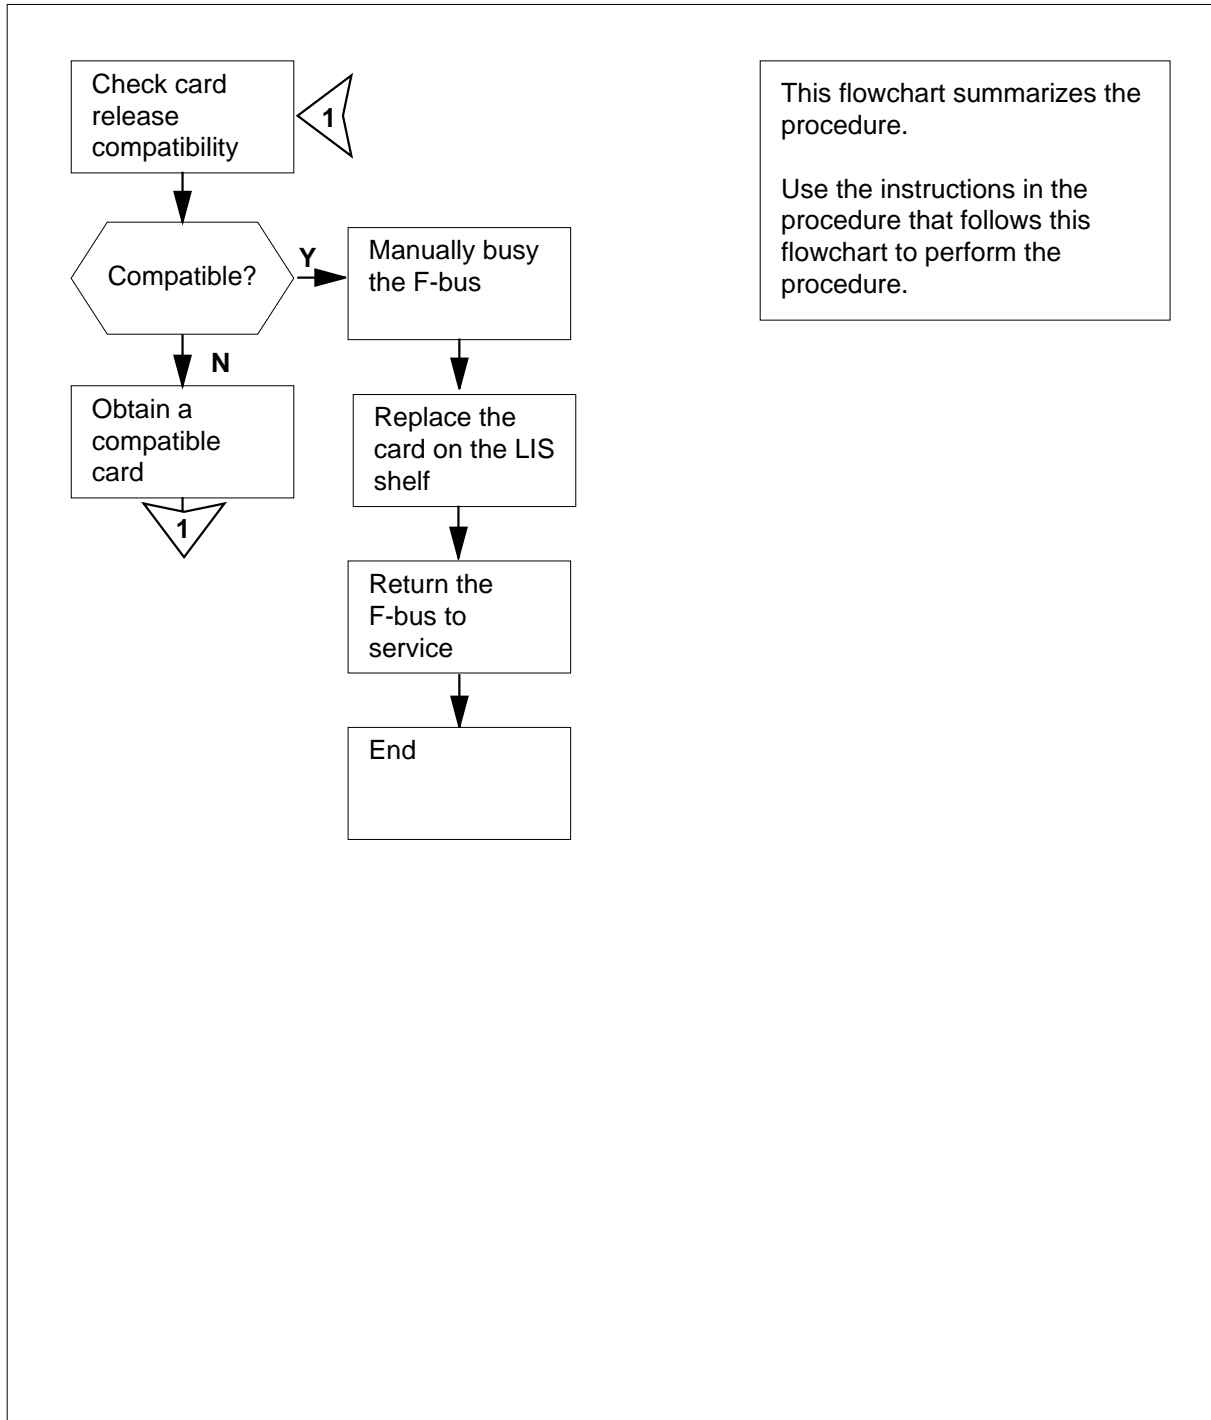 Check card
release
compatibility
1
Compatible?
Y
N
Obtain a
compatible
card
1
Manually busy
the F-bus
Replace the
card on the LIS
shelf
Return the
F-bus to
service
End
This flowchart summarizes the
procedure.
Use the instructions in the
procedure that follows this
flowchart to perform the
procedure.